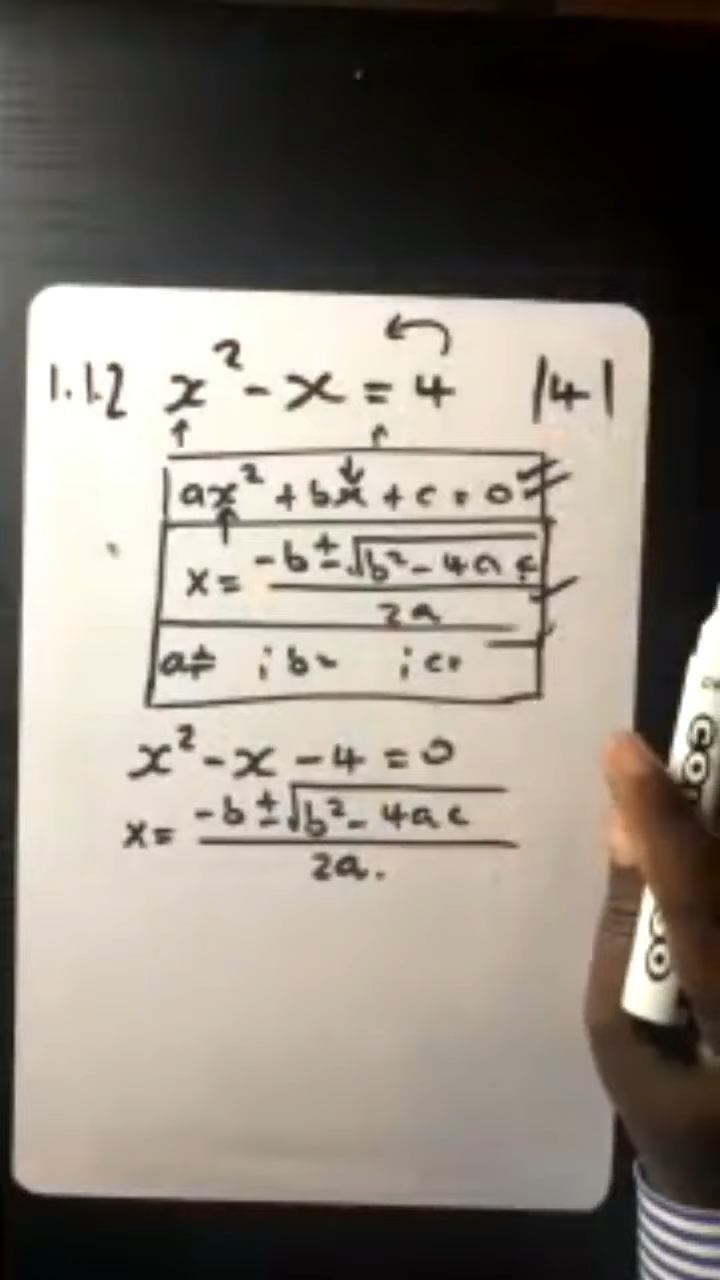 1.1.2 x² - x = 4 |4|
ax² + bx + c = 0
x = -b ± √b² - 4ac / 2a
a= ; b= ; c=
x² - x - 4 = 0
x = -b ± √b² - 4ac / 2a.